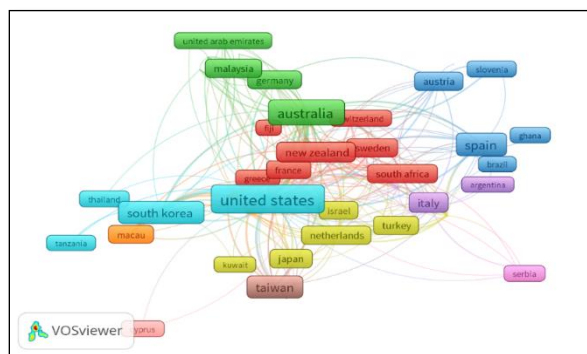 united arab emirates
malaysia
germany
slovenia
austria
australia
switzerland
fiji
ghana
spain
new zealand
sweden
brazil
greece
france
south africa
argentina
thailand
united states
italy
south korea
israel
turkey
macau
netherlands
tanzania
japan
kuwait
serbia
taiwan
cyprus
VOSviewer